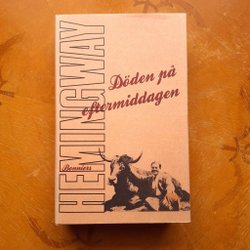 HEMINGWAY
Döden på
eftermiddagen
Bonniers